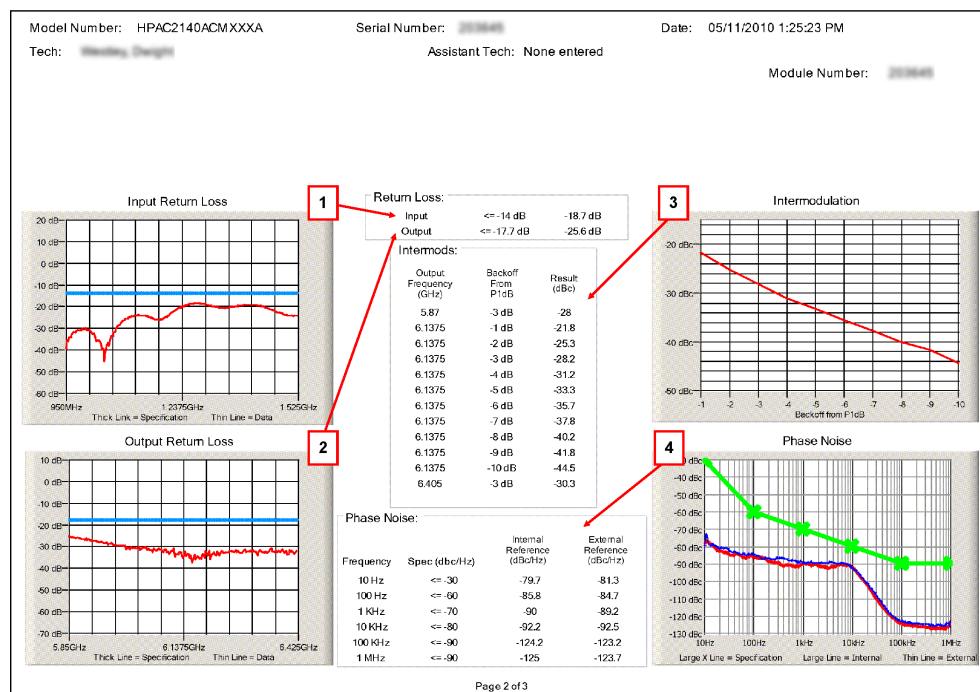 Model Number: HPAC2140ACMXXXA Serial Number: Date: 05/11/2010 1:25:23 PM
Tech: Assistant Tech: None entered
Module Number:
Input Return Loss
20 dB
10 dB
0 dB
-10 dB
-20 dB
-30 dB
-40 dB
-50 dB
-60 dB
950MHz 1.2375GHz 1.525GHz
Thick Link = Specification Thin Line = Data
1
Return Loss:
Input <= -14 dB -18.7 dB
Output <= -17.7 dB -25.6 dB
Intermods:
Output Frequency (GHz) Backoff From P1dB Result (dBc)
5.87 -3 dB -28
6.1375 -1 dB -21.8
6.1375 -2 dB -25.3
6.1375 -3 dB -28.2
6.1375 -4 dB -31.2
6.1375 -5 dB -33.3
6.1375 -6 dB -35.7
6.1375 -7 dB -37.8
6.1375 -8 dB -40.2
6.1375 -9 dB -41.8
6.1375 -10 dB -44.5
6.405 -3 dB -30.3
3
Intermodulation
-20 dBc
-30 dBc
-40 dBc
-50 dBc
-1 -2 -3 -4 -5 -6 -7 -8 -9 -10
Backoff from P1dB
2
Output Return Loss
10 dB
0 dB
-10 dB
-20 dB
-30 dB
-40 dB
-50 dB
-60 dB
-70 dB
5.85GHz 6.1375GHz 6.425GHz
Thick Line = Specification Thin Line = Data
Phase Noise:
Frequency Spec (dbc/Hz) Internal Reference (dBc/Hz) External Reference (dBc/Hz)
10 Hz <= -30 -79.7 -81.3
100 Hz <= -60 -85.8 -84.7
1 KHz <= -70 -90 -89.2
10 KHz <= -80 -92.2 -92.5
100 KHz <= -90 -124.2 -123.2
1 MHz <= -90 -125 -123.7
4
Phase Noise
-30 dBc
-40 dBc
-50 dBc
-60 dBc
-70 dBc
-80 dBc
-90 dBc
-100 dBc
-110 dBc
-120 dBc
-130 dBc
10Hz 100Hz 1kHz 10kHz 100kHz 1MHz
Large X Line = Specification Large Line = Internal Thin Line = External
Page 2 of 3